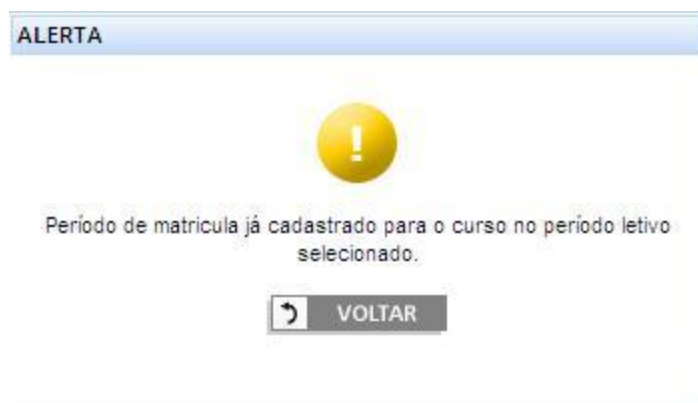 ALERTA
!
Período de matricula já cadastrado para o curso no período letivo
selecionado.
VOLTAR